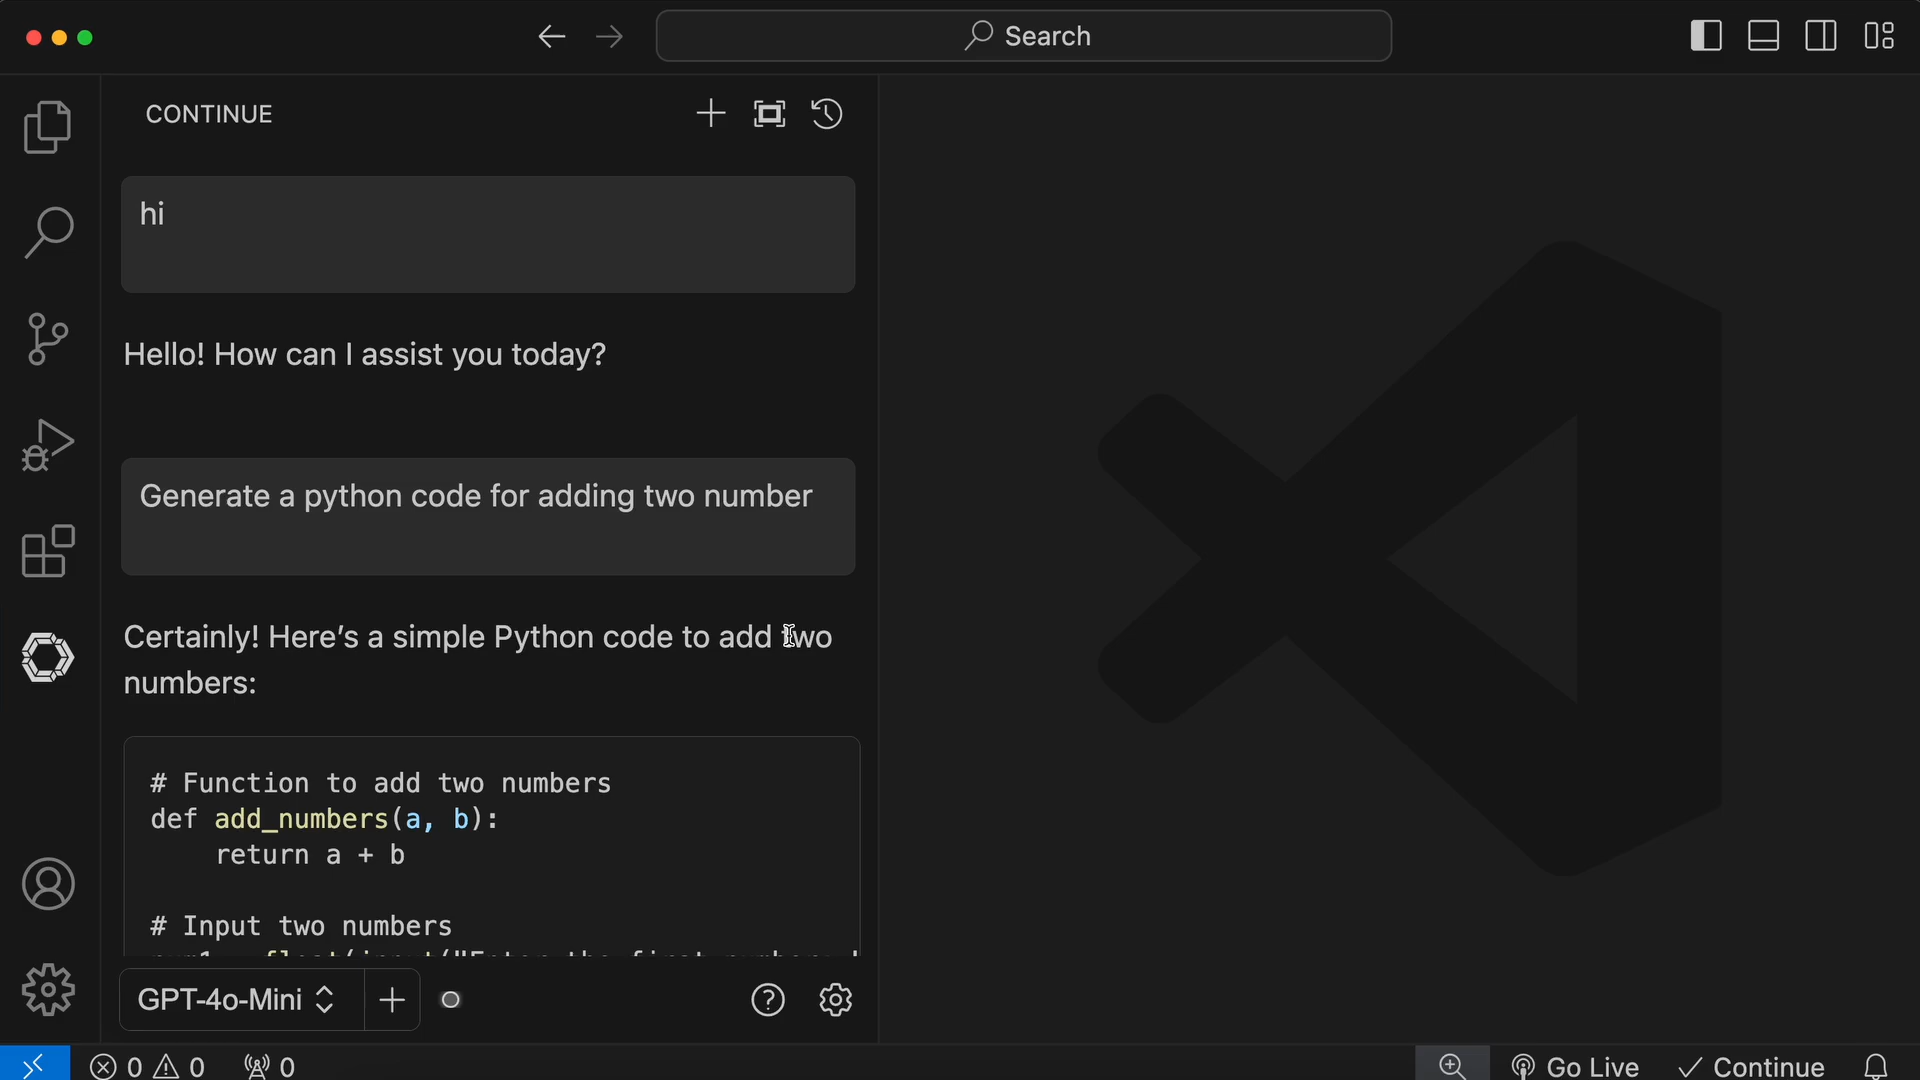 Search
CONTINUE
hi
Hello! How can I assist you today?
Generate a python code for adding two number
Certainly! Here's a simple Python code to add two
numbers:
# Function to add two numbers
def add_numbers(a, b):
    return a + b
# Input two numbers
GPT-4o-Mini
0 0 0
Go Live
Continue